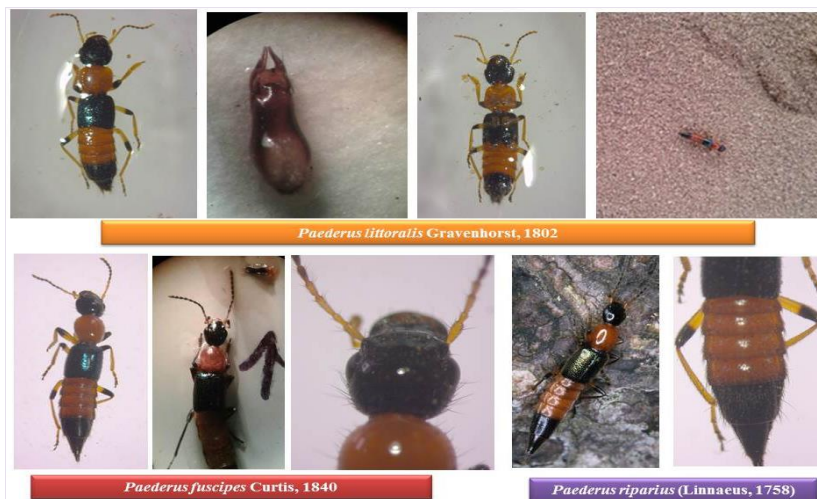 Paederus littoralis Gravenhorst, 1802
Paederus fuscipes Curtis, 1840
Paederus riparius (Linnaeus, 1758)